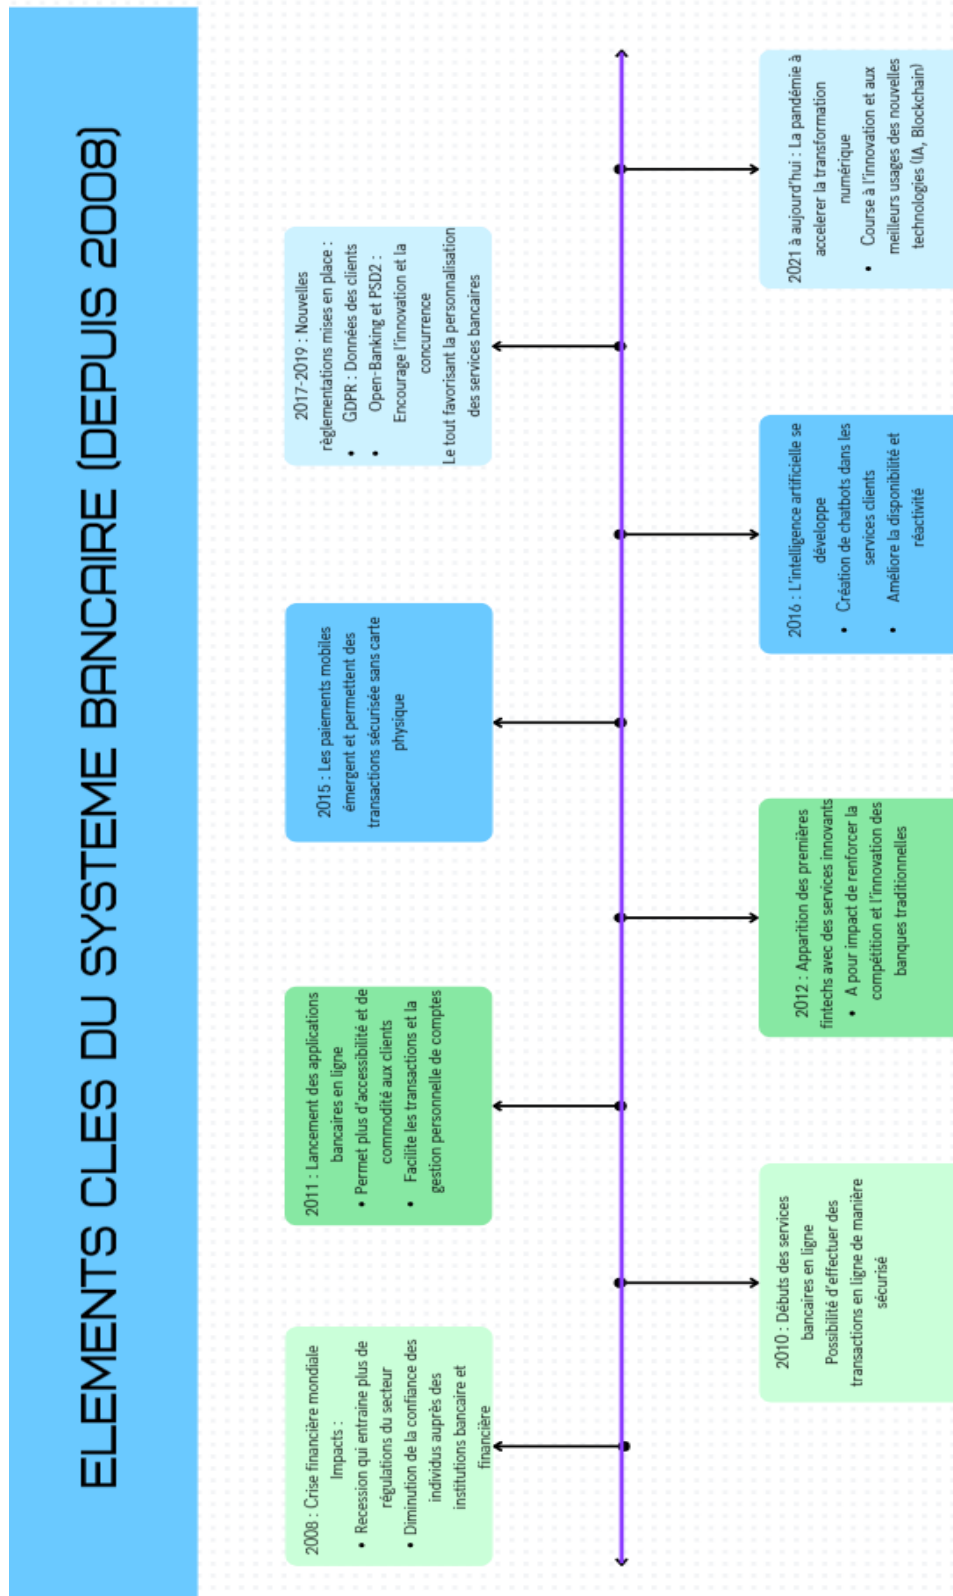 ELEMENTS CLES DU SYSTEME BANCAIRE (DEPUIS 2008)
2008 : Crise financière mondiale
Impacts :
• Recession qui entraine plus de
régulations du secteur
• Diminution de la confiance des
individus auprès des
institutions bancaire et
financière
2010 : Débuts des services
bancaires en ligne
Possibilité d'effectuer des
transactions en ligne de manière
sécurisé
2011 : Lancement des applications
bancaires en ligne
• Permet plus d'accessibilité et de
commodité aux clients
• Facilite les transactions et la
gestion personnelle de comptes
2012 : Apparition des premières
fintechs avec des services innovants
• A pour impact de renforcer la
compétition et l'innovation des
banques traditionnelles
2015 : Les paiements mobiles
émergent et permettent des
transactions sécurisée sans carte
physique
2016 : L'intelligence artificielle se
développe
• Création de chatbots dans les
services clients
• Améliore la disponibilité et
réactivité
2017-2019 : Nouvelles
règlementations mises en place :
• GDPR : Données des clients
• Open-Banking et PSD2 :
Encourage l'innovation et la
concurrence
Le tout favorisant la personnalisation
des services bancaires
2021 à aujourd'hui : La pandémie à
accelerer la transformation
numérique
• Course à l'innovation et aux
meilleurs usages des nouvelles
technologies (IA, Blockchain)